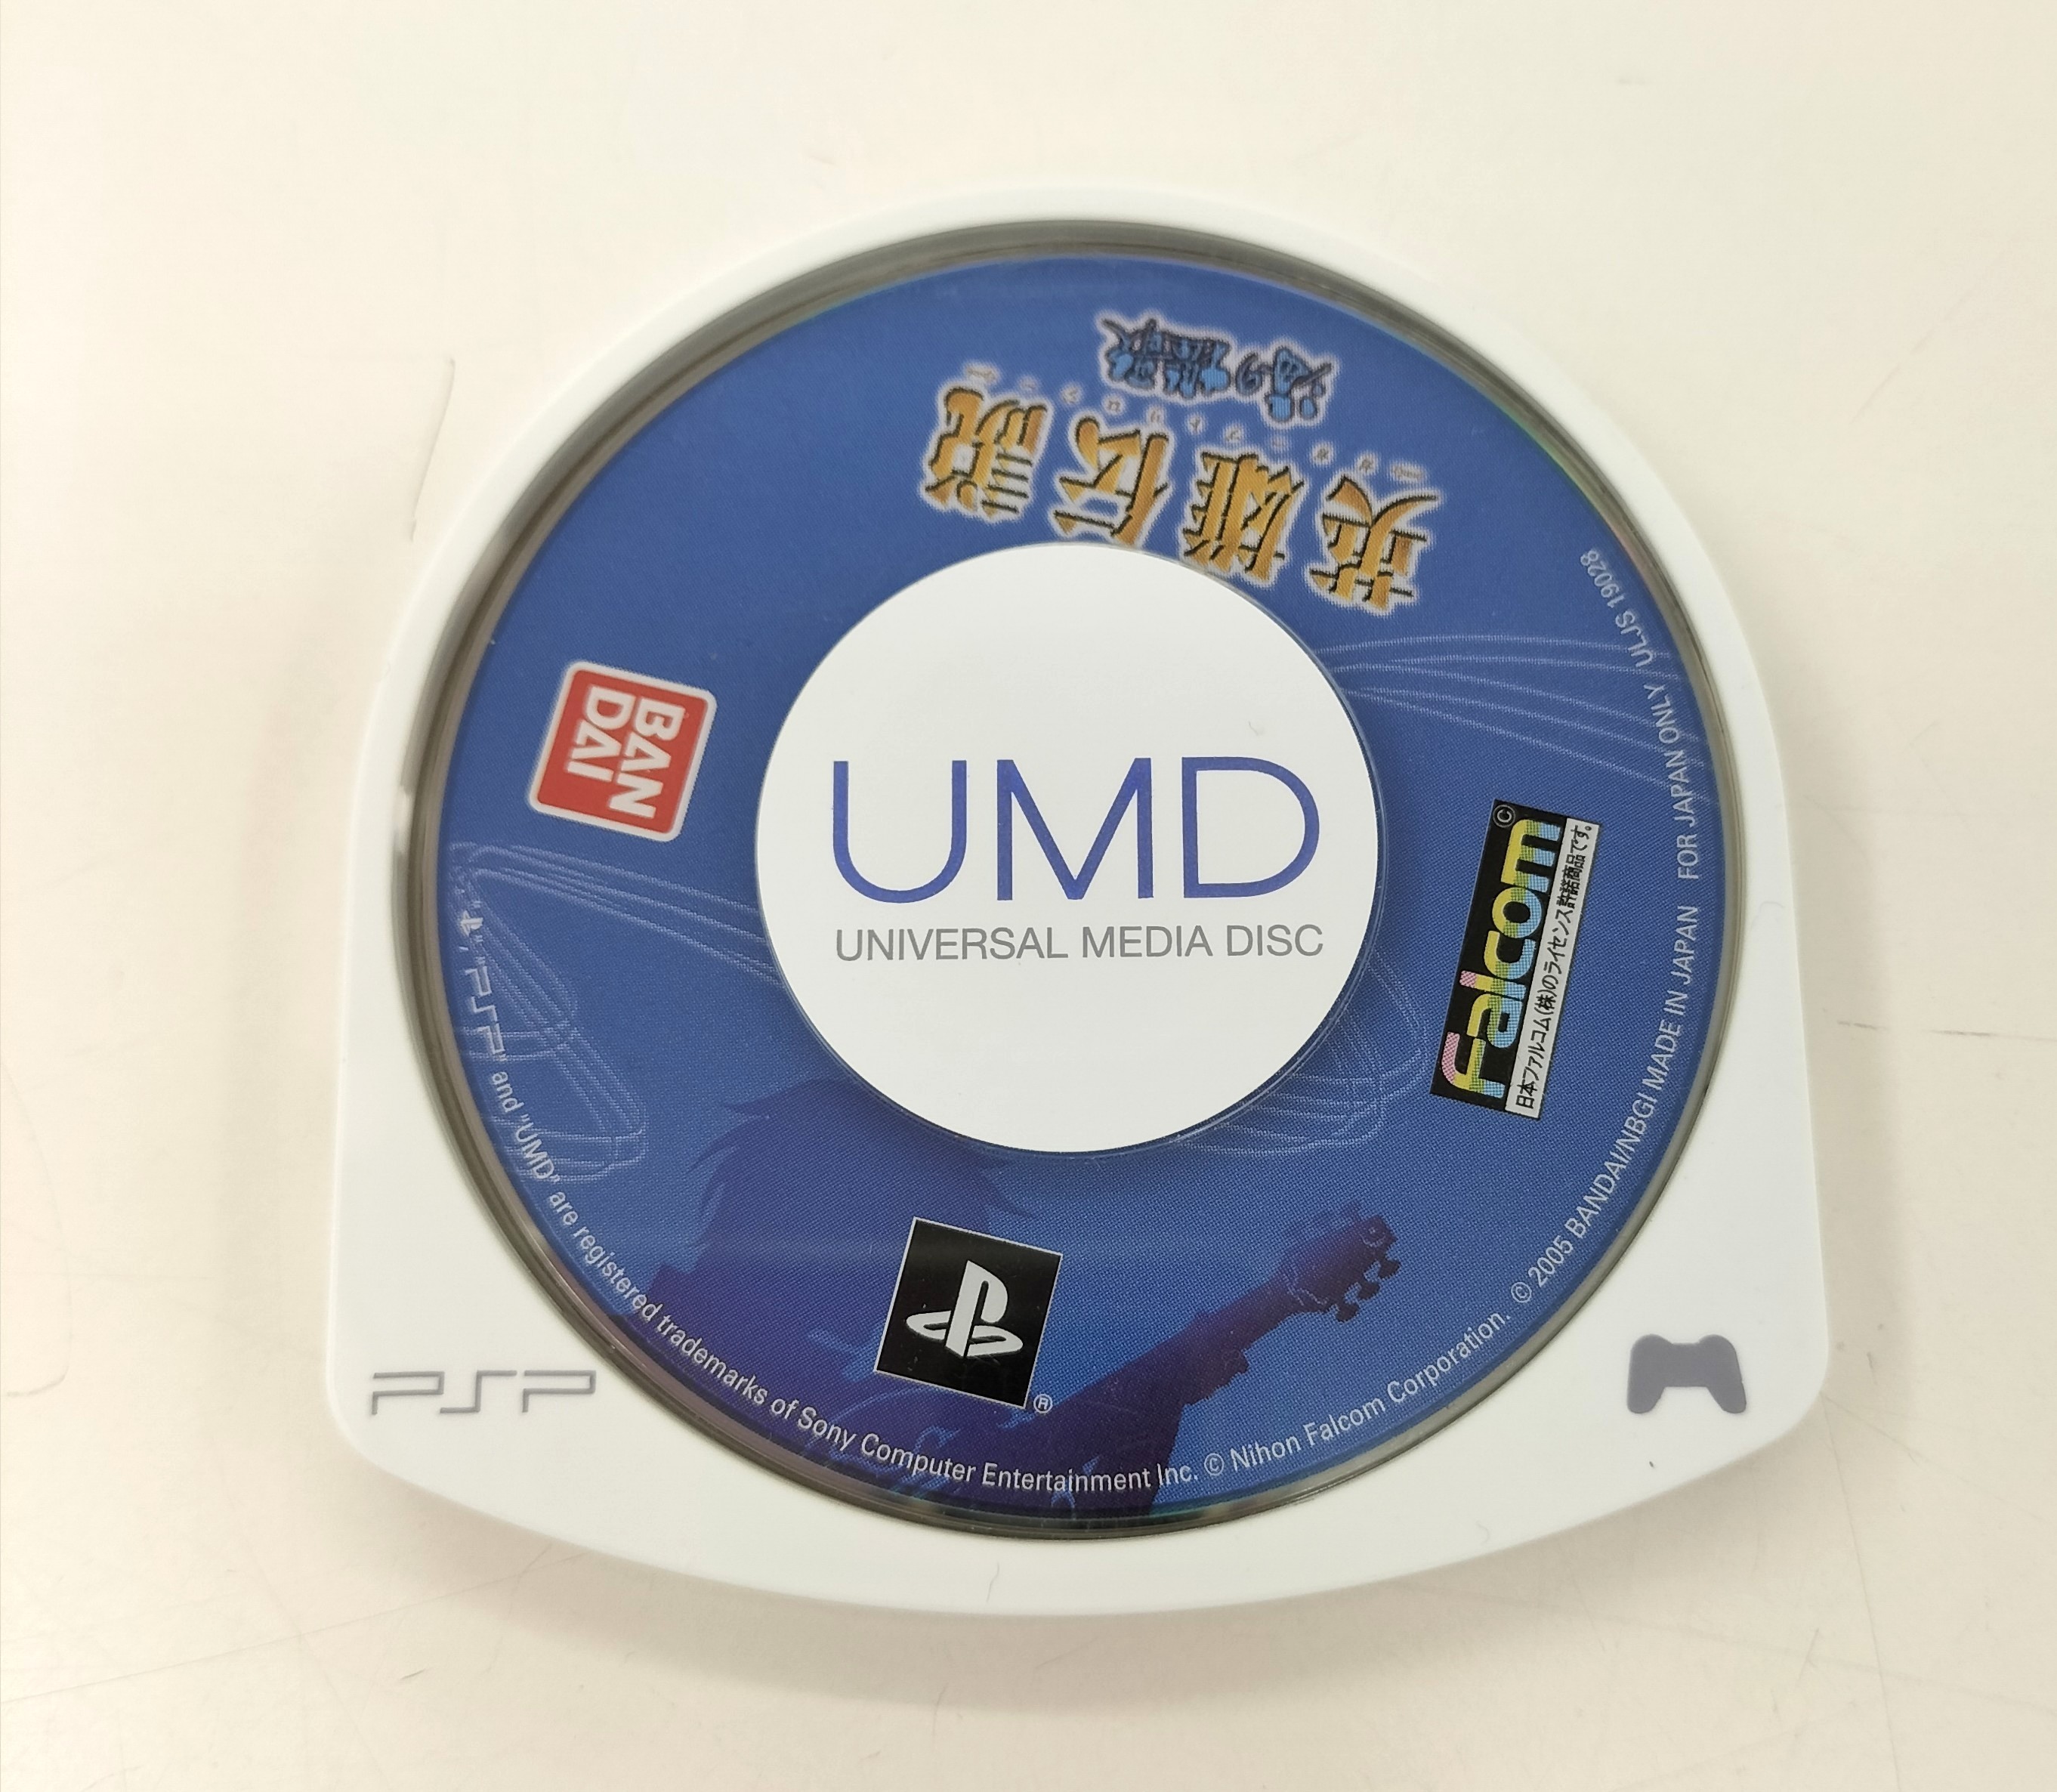 英雄伝説
海の檻歌
BAN
DAI
UMD
UNIVERSAL MEDIA DISC
©
Falcom
日本ファルコム(株)のライセンス許諾商品です。
"PSP" and "UMD" are registered trademarks of Sony Computer Entertainment Inc. © Nihon Falcom Corporation. © 2005 BANDAI/NBGI MADE IN JAPAN FOR JAPAN ONLY ULJS 19028
®
PSP